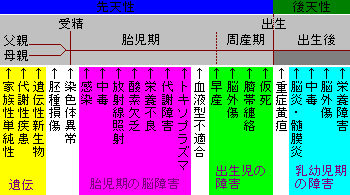 先天性
後天性
受精
出生
父親
母親
胎児期
周産期
出生後
家族性単純性
代謝性疾患
遺伝性新生物
胚種損傷
染色体異常
感染
中毒
放射線照射
酸素欠乏
栄養不良
代謝障害
トキソプラズマ
血液型不適合
早産
脳外傷
臍帯纏絡
仮死
重症黄疸
脳炎・髄膜炎
中毒
脳外傷
栄養障害
遺伝
胎児期の脳障害
出生児の
障害
乳幼児期
の障害